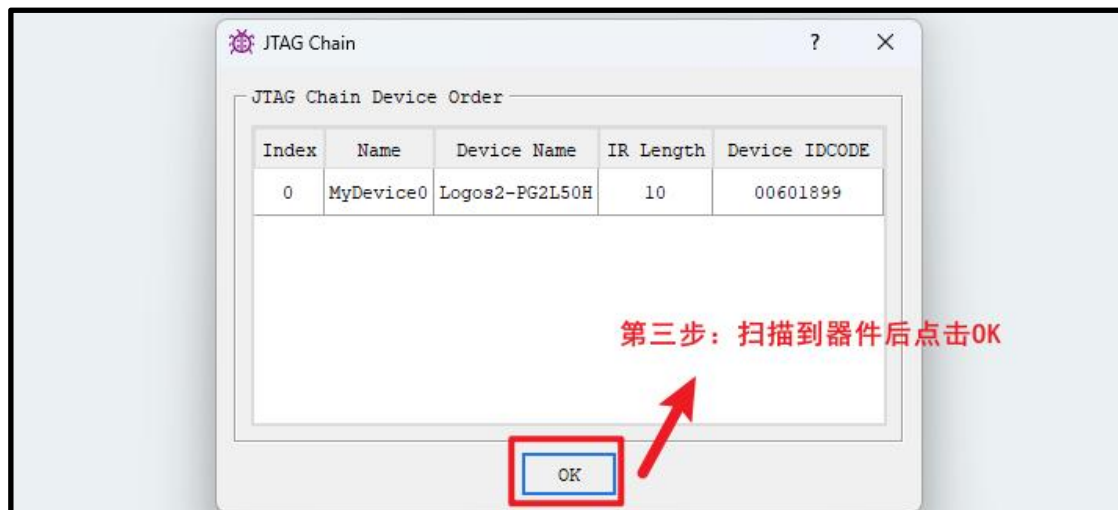 JTAG Chain ?
JTAG Chain Device Order
Index Name Device Name IR Length Device IDCODE
0 MyDevice0 Logos2-PG2L50H 10 00601899
第三步：扫描到器件后点击OK
OK